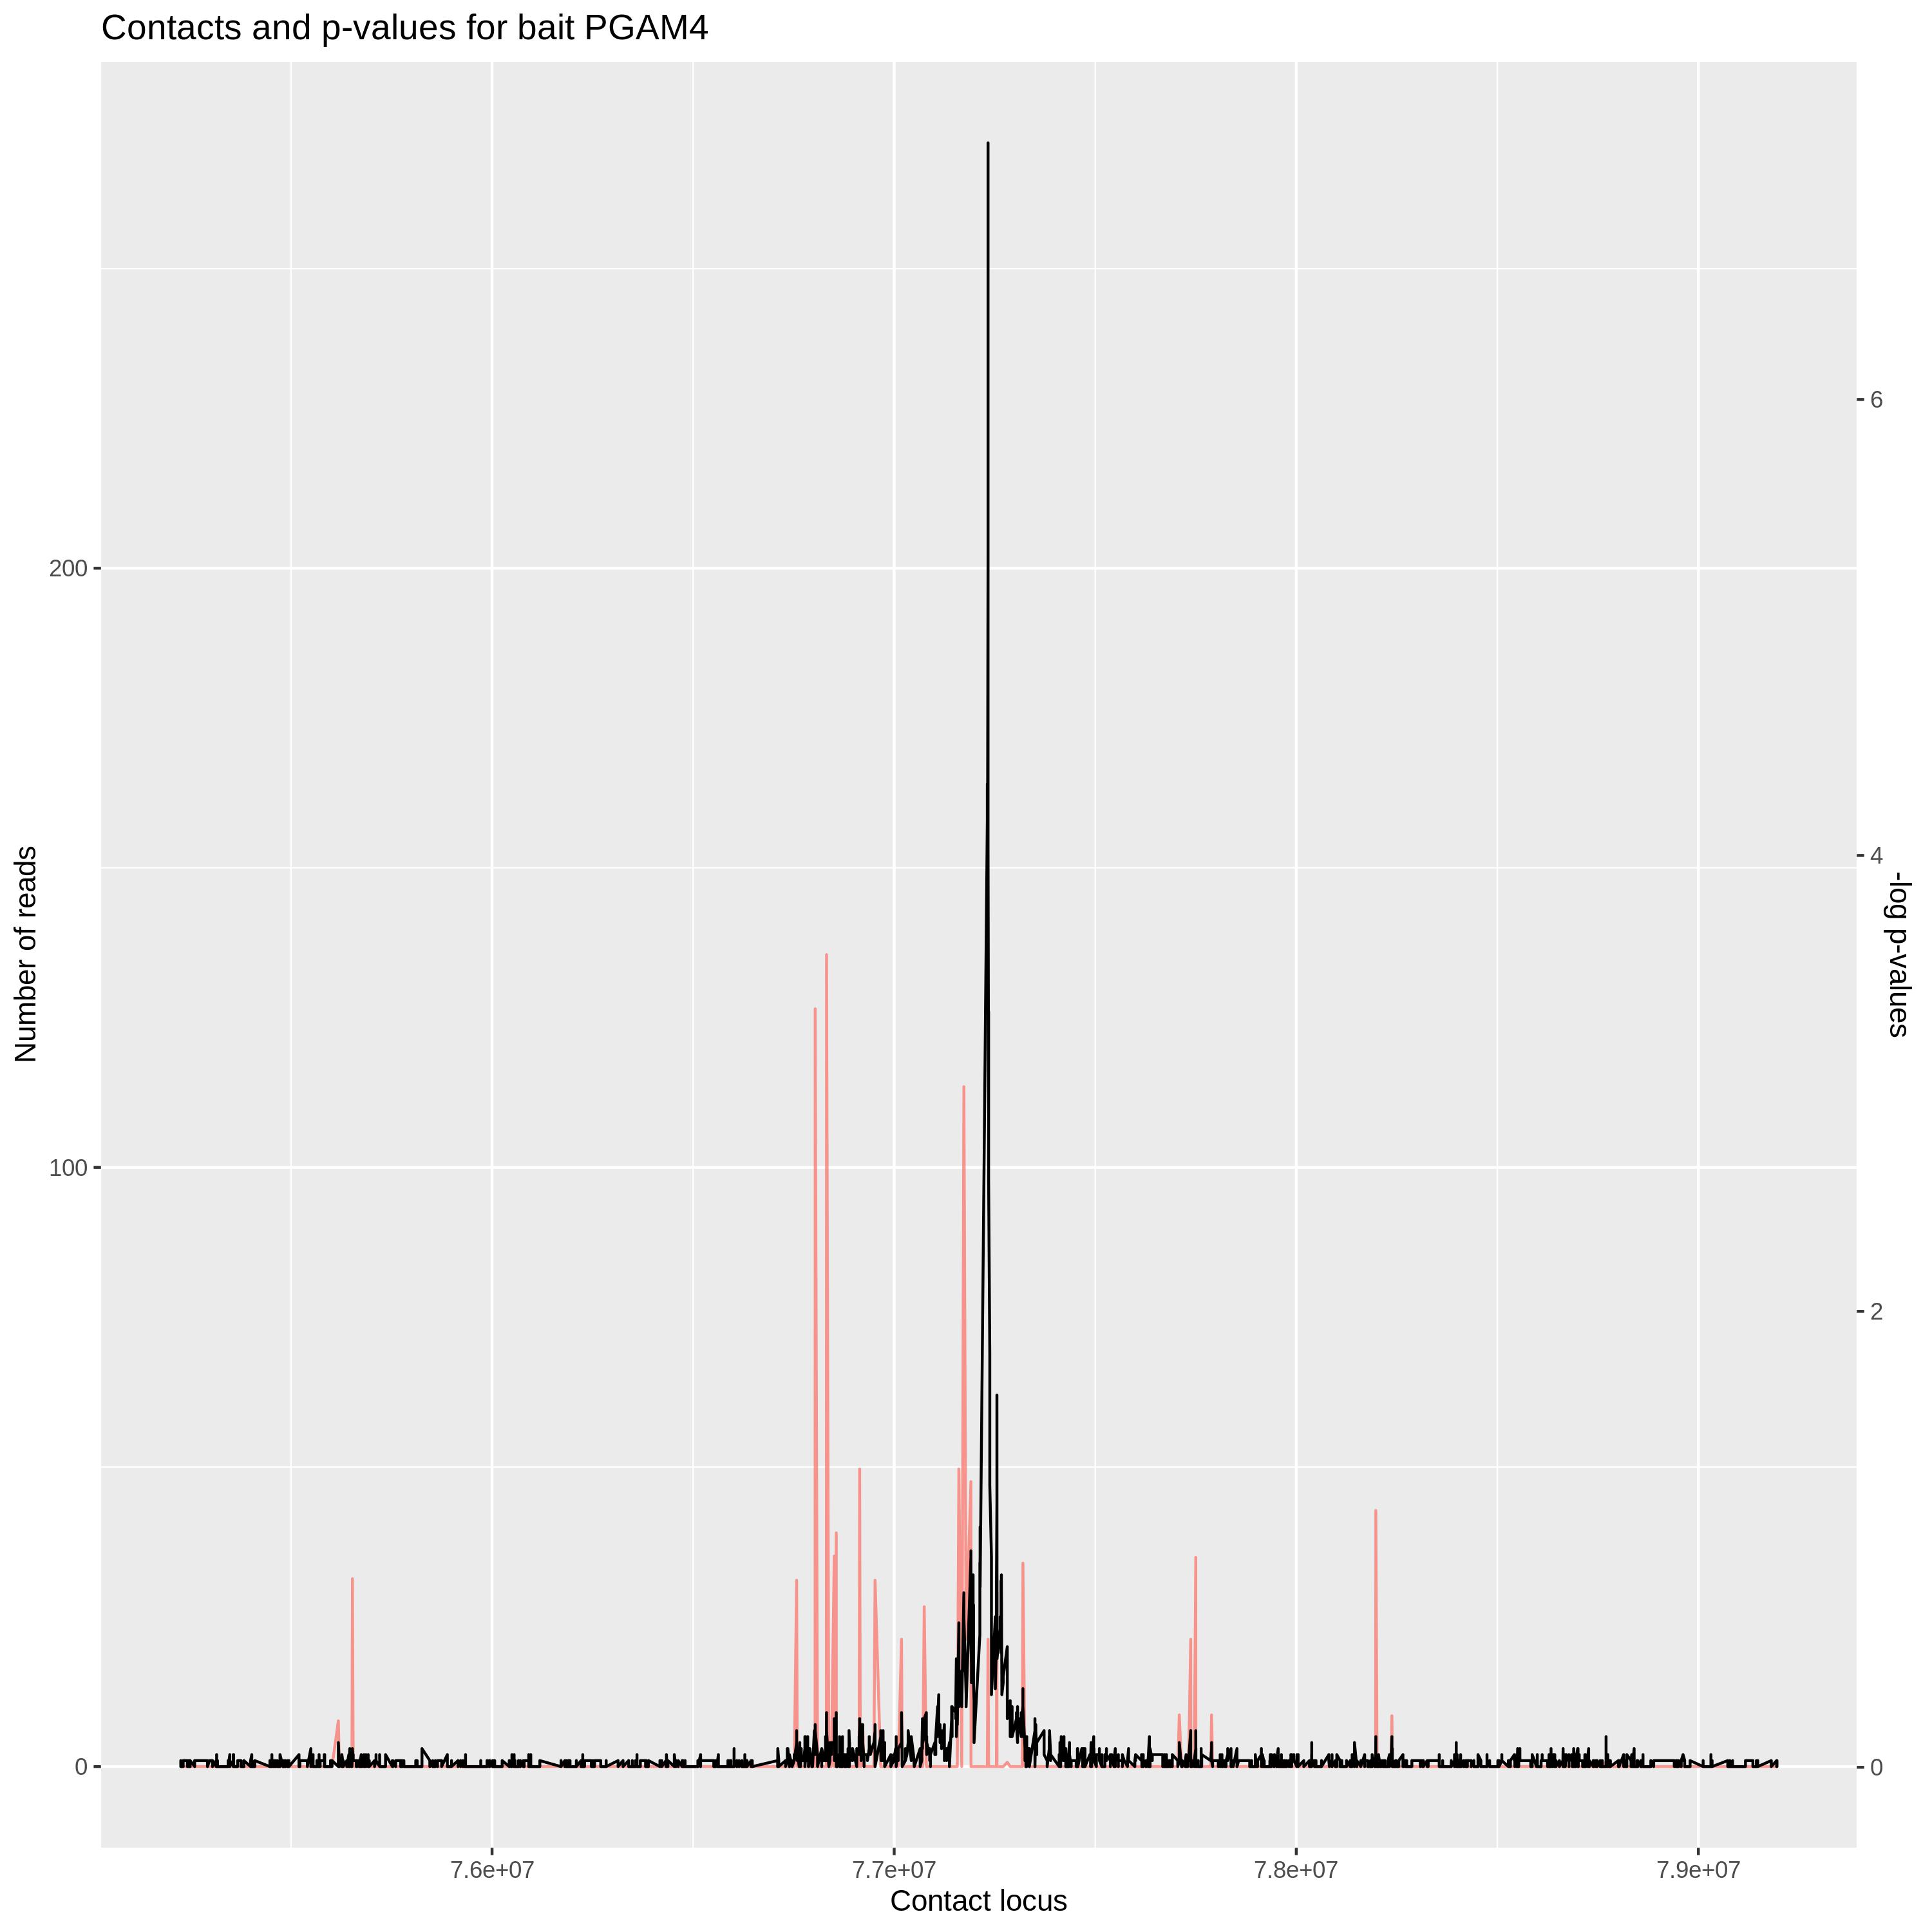 Contacts and p-values for bait PGAM4
Number of reads
200
100
0
6
4
2
0
-log p-values
7.6e+07
7.7e+07
7.8e+07
7.9e+07
Contact locus